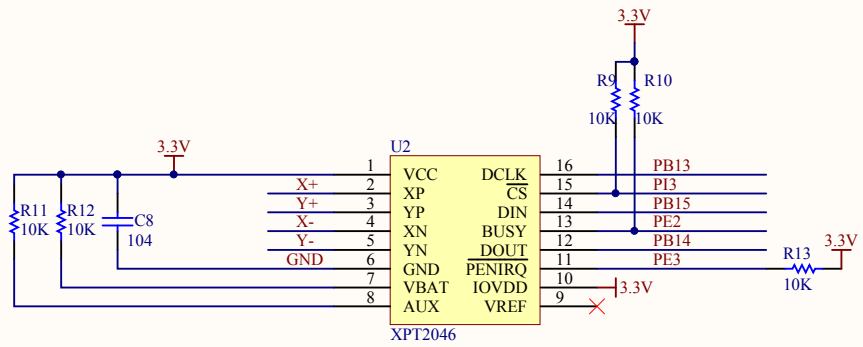 3.3V
R9
R10
10K
10K
U2
3.3V
1
VCC
DCLK
16
PB13
X+
2
XP
CS
15
PI3
Y+
3
YP
DIN
14
PB15
R11
R12
C8
X-
4
XN
BUSY
13
PE2
10K
10K
104
Y-
5
YN
DOUT
12
PB14
R13
3.3V
GND
6
GND
PENIRQ
11
PE3
7
VBAT
IOVDD
10
3.3V
10K
8
AUX
VREF
9
XPT2046